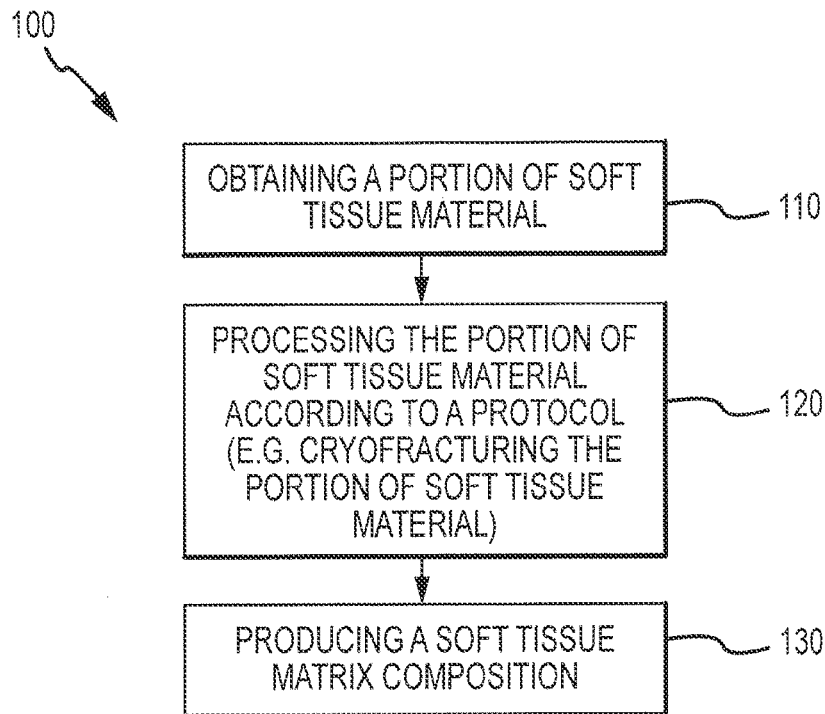 100
OBTAINING A PORTION OF SOFT
TISSUE MATERIAL
110
PROCESSING THE PORTION OF
SOFT TISSUE MATERIAL
ACCORDING TO A PROTOCOL
(E.G. CRYOFRACTURING THE
PORTION OF SOFT TISSUE
MATERIAL)
120
PRODUCING A SOFT TISSUE
MATRIX COMPOSITION
130